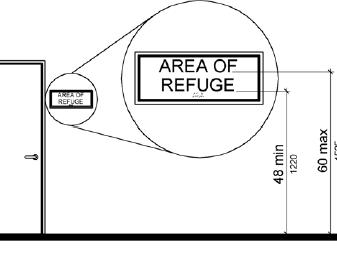 AREA OF
REFUGE
AREA OF
REFUGE
48 min
1220
60 max